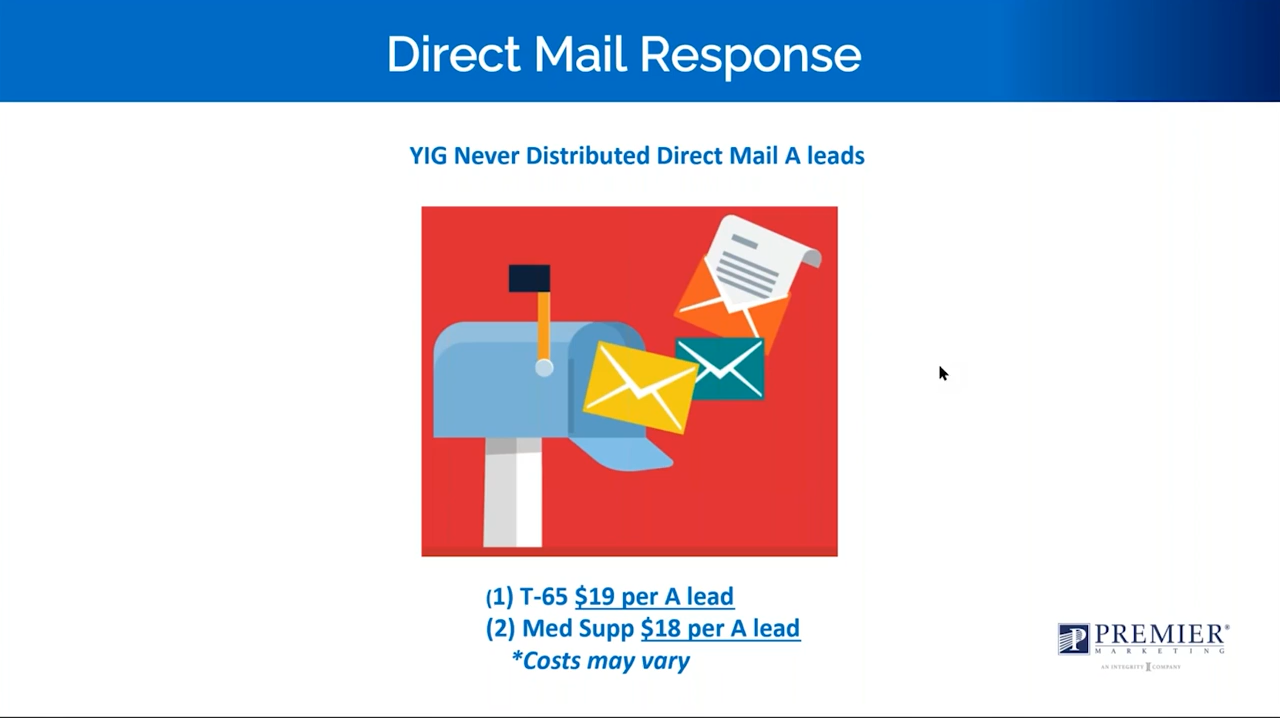 Direct Mail Response
YIG Never Distributed Direct Mail A leads
(1) T-65 $19 per A lead
(2) Med Supp $18 per A lead
*Costs may vary
P PREMIER®
MARKETING
AN INTEGRITY COMPANY